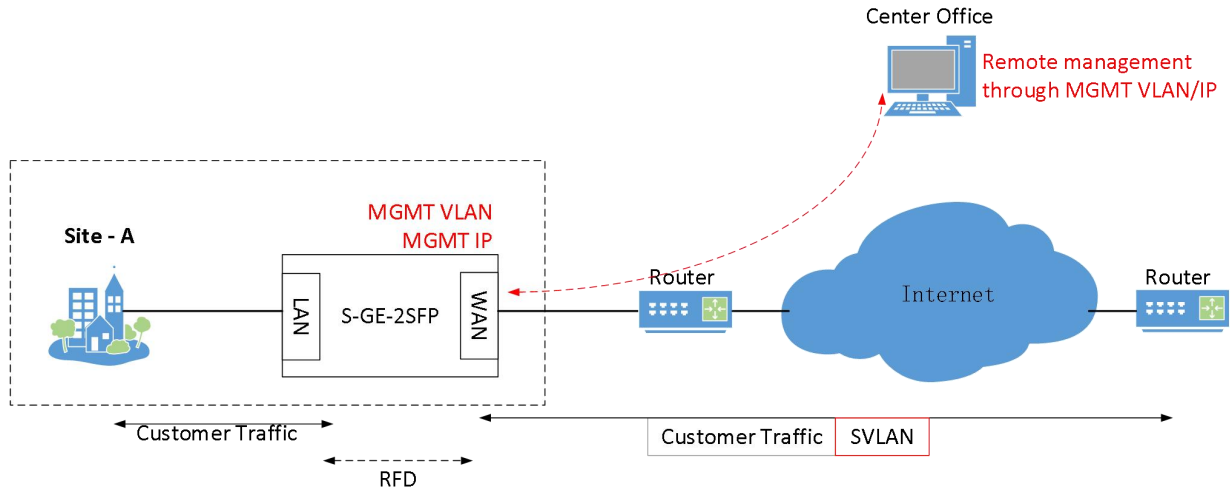 Center Office
Remote management
through MGMT VLAN/IP
MGMT VLAN
MGMT IP
Site - A
LAN
S-GE-2SFP
WAN
Router
Internet
Router
Customer Traffic
Customer Traffic
SVLAN
RFD